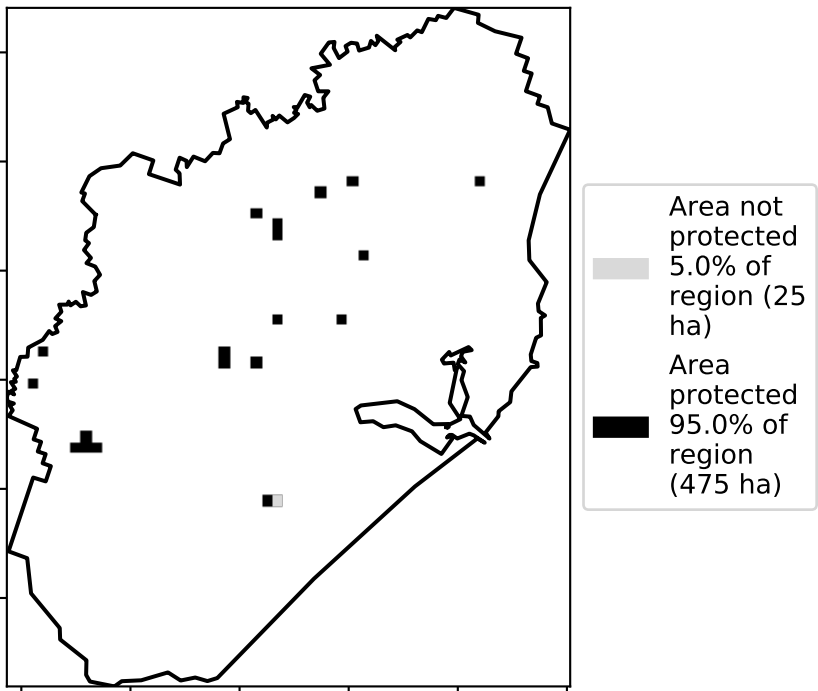 Area not
protected
5.0% of
region (25
ha)
Area
protected
95.0% of
region
(475 ha)